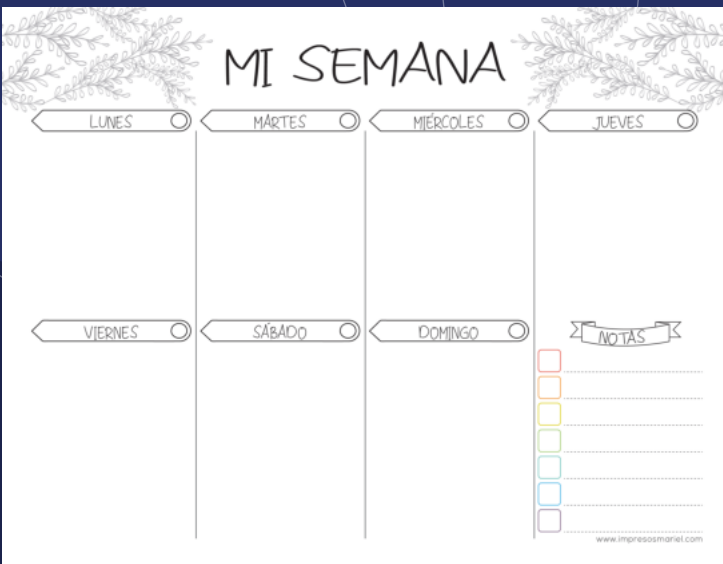 MI SEMANA
LUNES
MARTES
MIÉRCOLES
JUEVES
VIERNES
SÁBADO
DOMINGO
NOTAS
www.impresosmariel.com